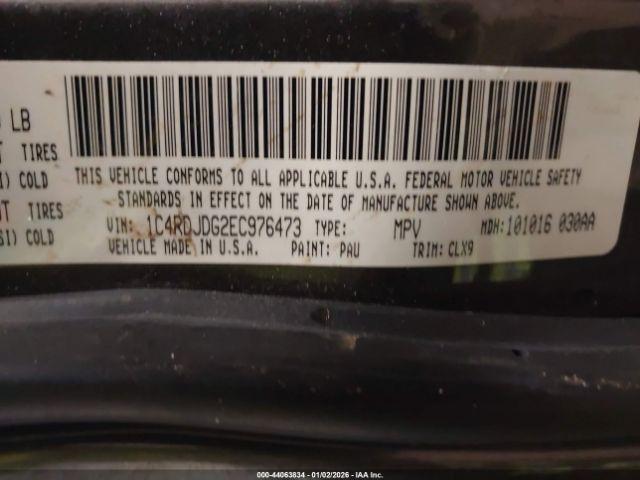 LB
TIRES
COLD
THIS VEHICLE CONFORMS TO ALL APPLICABLE U.S.A. FEDERAL MOTOR VEHICLE SAFETY
TIRES
STANDARDS IN EFFECT ON THE DATE OF MANUFACTURE SHOWN ABOVE.
SI) COLD
VIN: 1C4RDJDG2EC976473 TYPE: MPV MDH:101016 030AA
VEHICLE MADE IN U.S.A. PAINT: PAU TRIM: CLX9
000-44063834 | 01/02/2026 - IAA Inc.